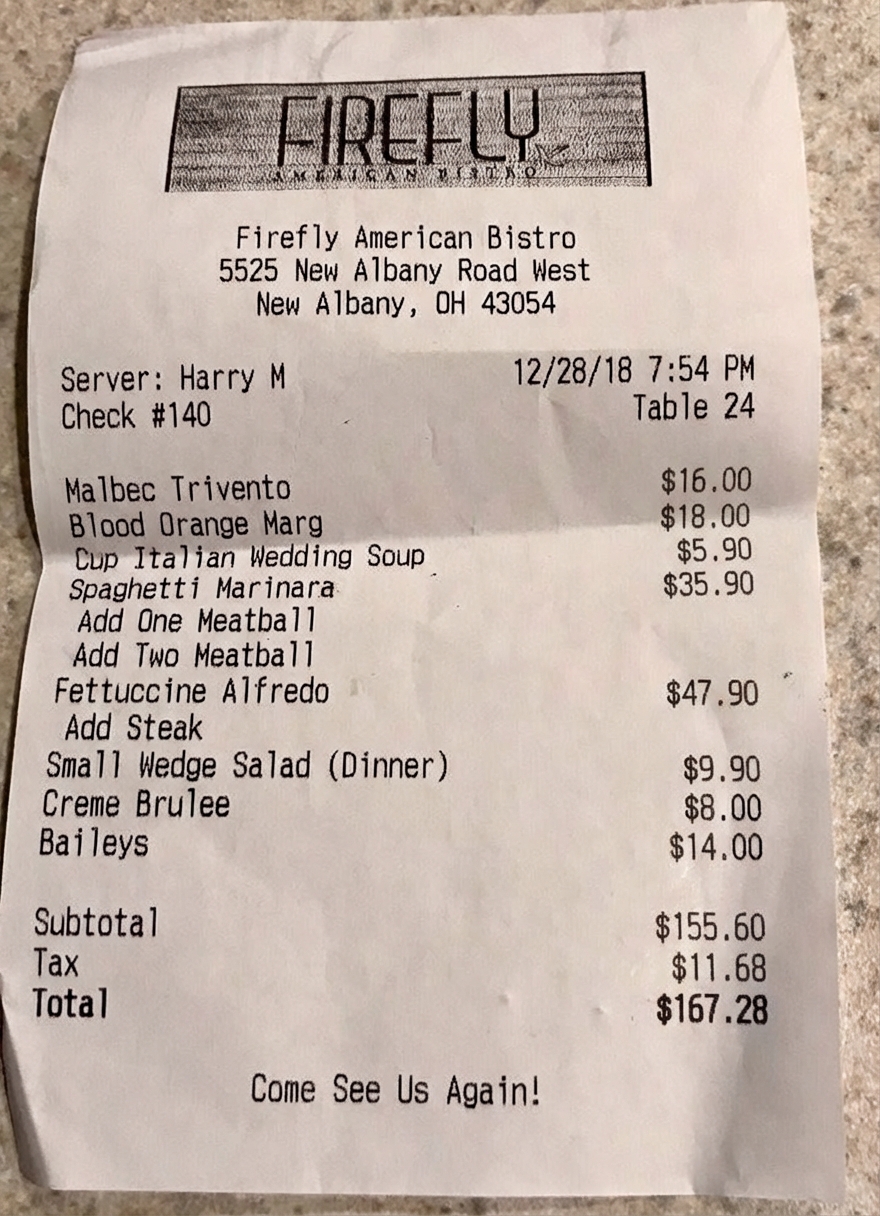 FIREFLY
AMERICAN BISTRO
Firefly American Bistro
5525 New Albany Road West
New Albany, OH 43054
Server: Harry M 12/28/18 7:54 PM
Check #140 Table 24
Malbec Trivento $16.00
Blood Orange Marg $18.00
Cup Italian Wedding Soup $5.90
Spaghetti Marinara $35.90
Add One Meatball
Add Two Meatball
Fettuccine Alfredo $47.90
Add Steak
Small Wedge Salad (Dinner) $9.90
Creme Brulee $8.00
Baileys $14.00
Subtotal $155.60
Tax $11.68
Total $167.28
Come See Us Again!